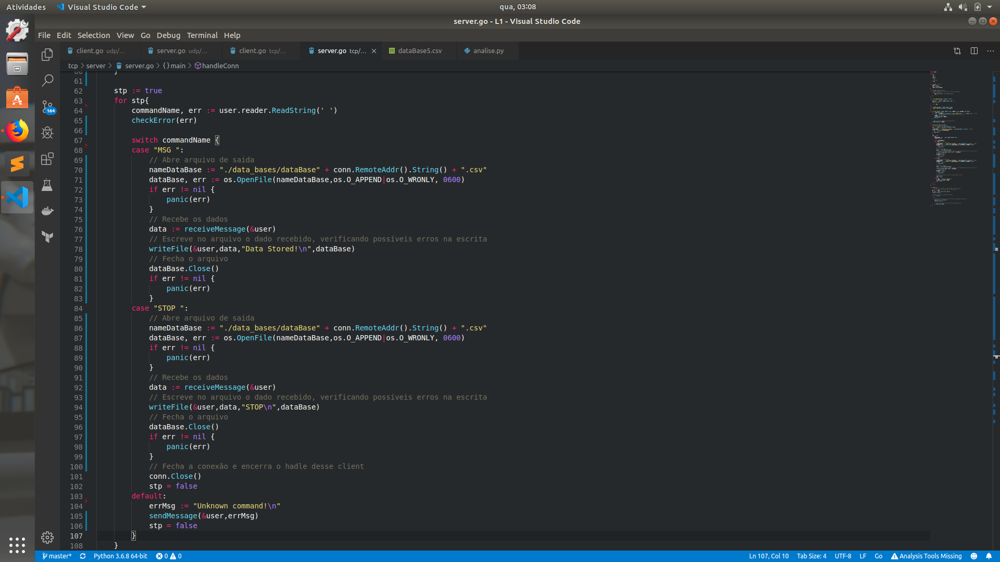 Atividades Visual Studio Code qua, 03:08
server.go - L1 - Visual Studio Code
File Edit Selection View Go Debug Terminal Help
client.go udp/... server.go udp/... client.go tcp/... server.go tcp/... dataBase5.csv analise.py
tcp > server > server.go > {} main > handleConn
60 }
61
62 stp := true
63 for stp{
64 commandName, err := user.reader.ReadString(' ')
65 checkError(err)
66
67 switch commandName {
68 case "MSG ":
69 // Abre arquivo de saida
70 nameDataBase := "./data_bases/dataBase" + conn.RemoteAddr().String() + ".csv"
71 dataBase, err := os.OpenFile(nameDataBase,os.O_APPEND|os.O_WRONLY, 0600)
72 if err != nil {
73 panic(err)
74 }
75 // Recebe os dados
76 data := receiveMessage(&user)
77 // Escreve no arquivo o dado recebido, verificando possíveis erros na escrita
78 writeFile(&user,data,"Data Stored!\n",dataBase)
79 // Fecha o arquivo
80 dataBase.Close()
81 if err != nil {
82 panic(err)
83 }
84 case "STOP ":
85 // Abre arquivo de saida
86 nameDataBase := "./data_bases/dataBase" + conn.RemoteAddr().String() + ".csv"
87 dataBase, err := os.OpenFile(nameDataBase,os.O_APPEND|os.O_WRONLY, 0600)
88 if err != nil {
89 panic(err)
90 }
91 // Recebe os dados
92 data := receiveMessage(&user)
93 // Escreve no arquivo o dado recebido, verificando possíveis erros na escrita
94 writeFile(&user,data,"STOP\n",dataBase)
95 // Fecha o arquivo
96 dataBase.Close()
97 if err != nil {
98 panic(err)
99 }
100 // Fecha a conexão e encerra o hadle desse client
101 conn.Close()
102 stp = false
103 default:
104 errMsg := "Unknown command!\n"
105 sendMessage(&user,errMsg)
106 stp = false
107 }
108 }
164
master* Python 3.6.8 64-bit 0 0 Ln 107, Col 10 Tab Size: 4 UTF-8 LF Go Analysis Tools Missing